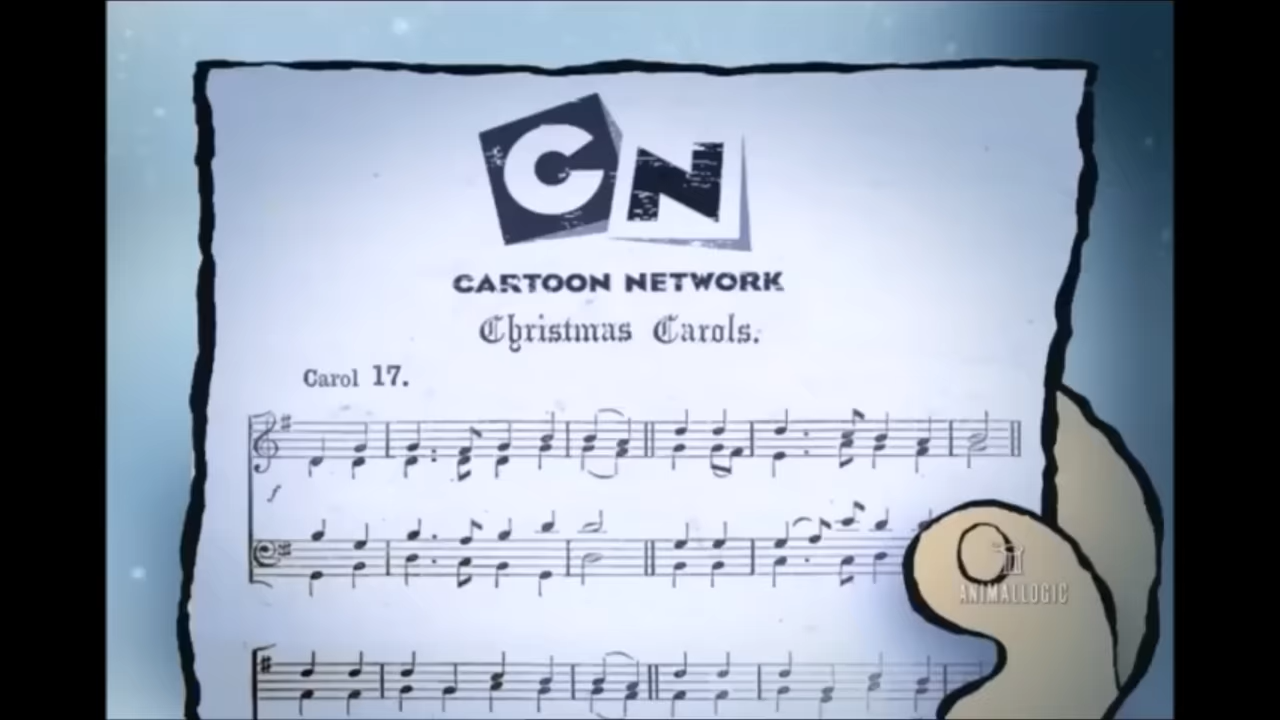 CN
CARTOON NETWORK
Christmas Carols.
Carol 17.
f
ANIMALLOGIC